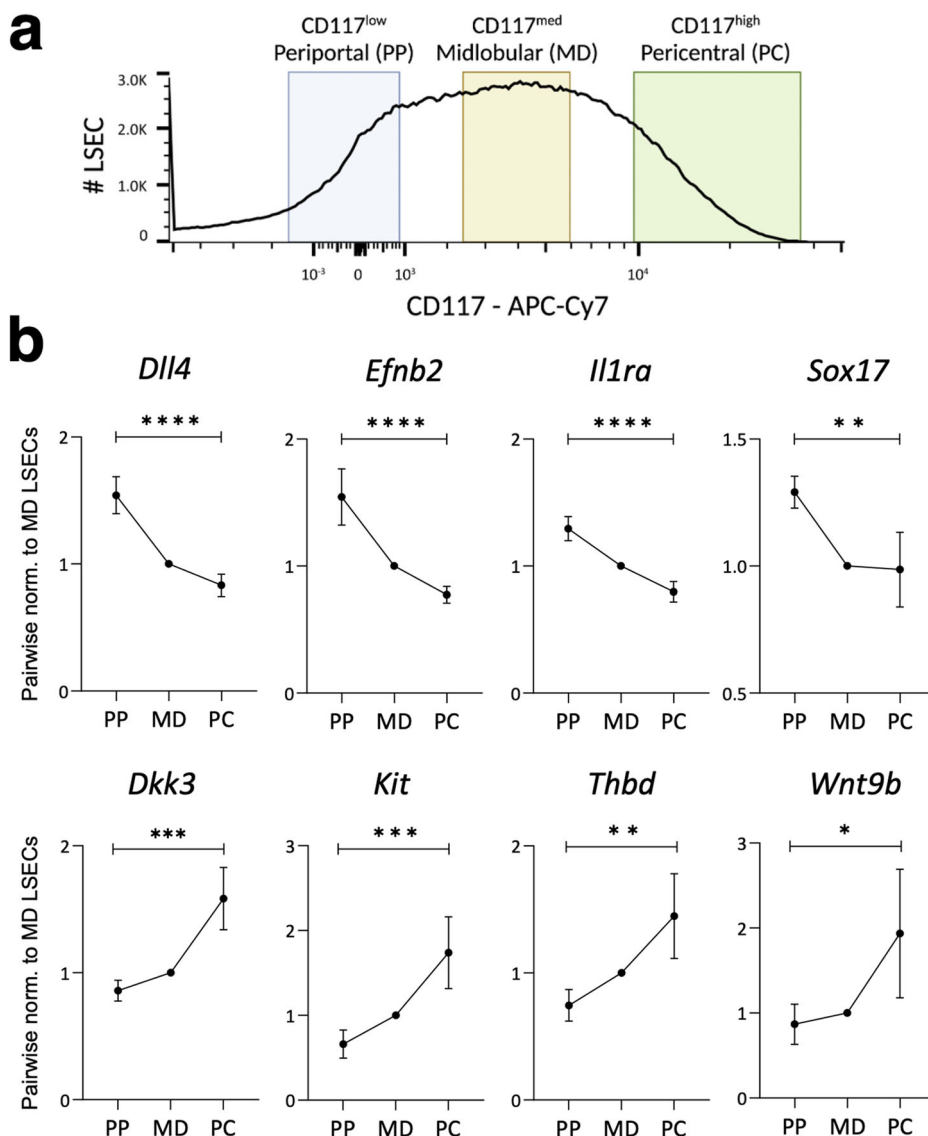 a
CD117low CD117med CD117high
Periportal (PP) Midlobular (MD) Pericentral (PC)
3.0K
2.0K
1.0K
0
# LSEC
10-3 0 103 104
CD117 - APC-Cy7
b
Dll4 Efnb2 Il1ra Sox17
**** **** **** **
2 2 2 1.5
1 1 1 1.0
0 0 0 0.5
Pairwise norm. to MD LSECs
PP MD PC PP MD PC PP MD PC PP MD PC
Dkk3 Kit Thbd Wnt9b
*** *** ** *
2 3 2 3
2 2
1 1 1 1
0 0 0 0
Pairwise norm. to MD LSECs
PP MD PC PP MD PC PP MD PC PP MD PC